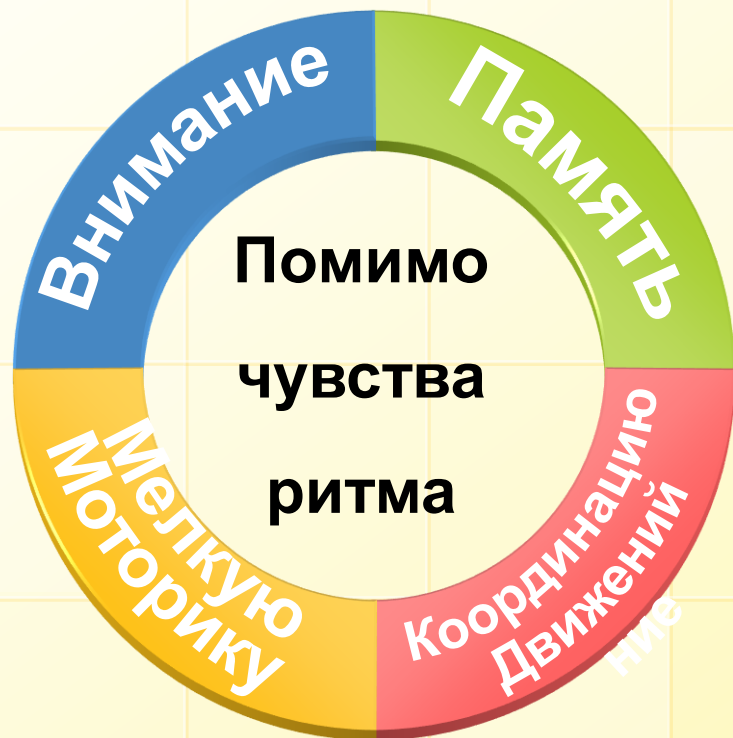 Внимание
Память
Помимо
чувства
ритма
Мелкую
Моторику
Координацию
Движений
ние